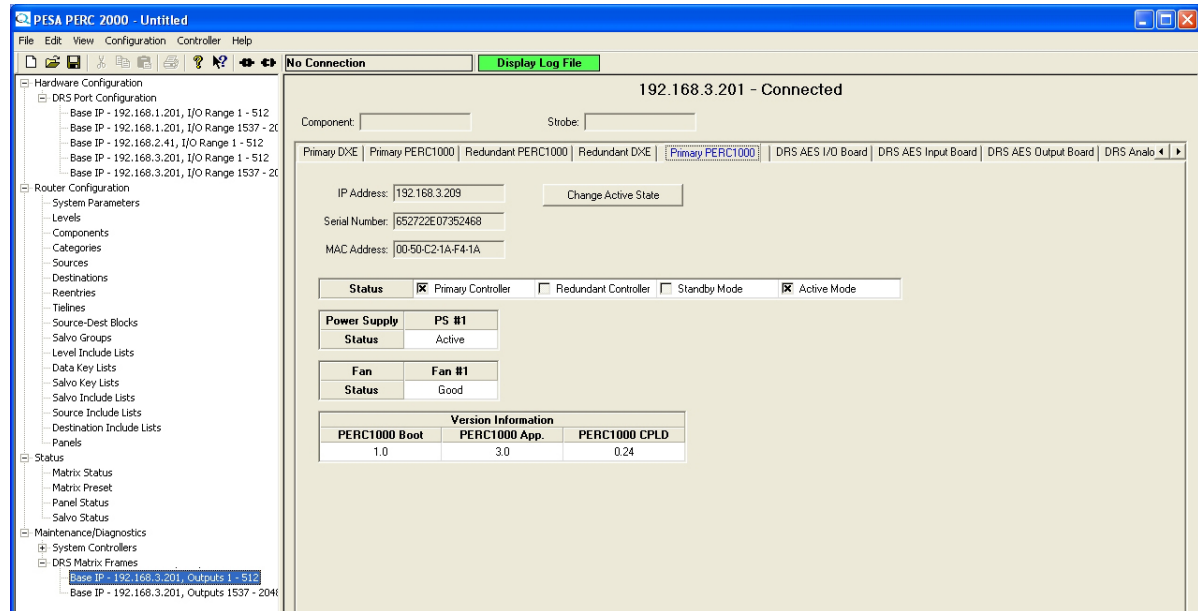 PESA PERC 2000 - Untitled
File Edit View Configuration Controller Help
No Connection Display Log File
Hardware Configuration
DRS Port Configuration
Base IP - 192.168.1.201, I/O Range 1 - 512
Base IP - 192.168.1.201, I/O Range 1537 - 20
Base IP - 192.168.2.41, I/O Range 1 - 512
Base IP - 192.168.3.201, I/O Range 1 - 512
Base IP - 192.168.3.201, I/O Range 1537 - 20
Router Configuration
System Parameters
Levels
Components
Categories
Sources
Destinations
Reentries
Tielines
Source-Dest Blocks
Salvo Groups
Level Include Lists
Data Key Lists
Salvo Key Lists
Salvo Include Lists
Source Include Lists
Destination Include Lists
Panels
Status
Matrix Status
Matrix Preset
Panel Status
Salvo Status
Maintenance/Diagnostics
System Controllers
DRS Matrix Frames
Base IP - 192.168.3.201, Outputs 1 - 512
Base IP - 192.168.3.201, Outputs 1537 - 2048
192.168.3.201 - Connected
Component: Strobe:
Primary DXE Primary PERC1000 Redundant PERC1000 Redundant DXE Primary PERC1000 DRS AES I/O Board DRS AES Input Board DRS AES Output Board DRS Analo
IP Address: 192.168.3.209 Change Active State
Serial Number: 652722E07352468
MAC Address: 00-50-C2-1A-F4-1A
Status Primary Controller Redundant Controller Standby Mode Active Mode
Power Supply PS #1
Status Active
Fan Fan #1
Status Good
Version Information
PERC1000 Boot PERC1000 App. PERC1000 CPLD
1.0 3.0 0.24